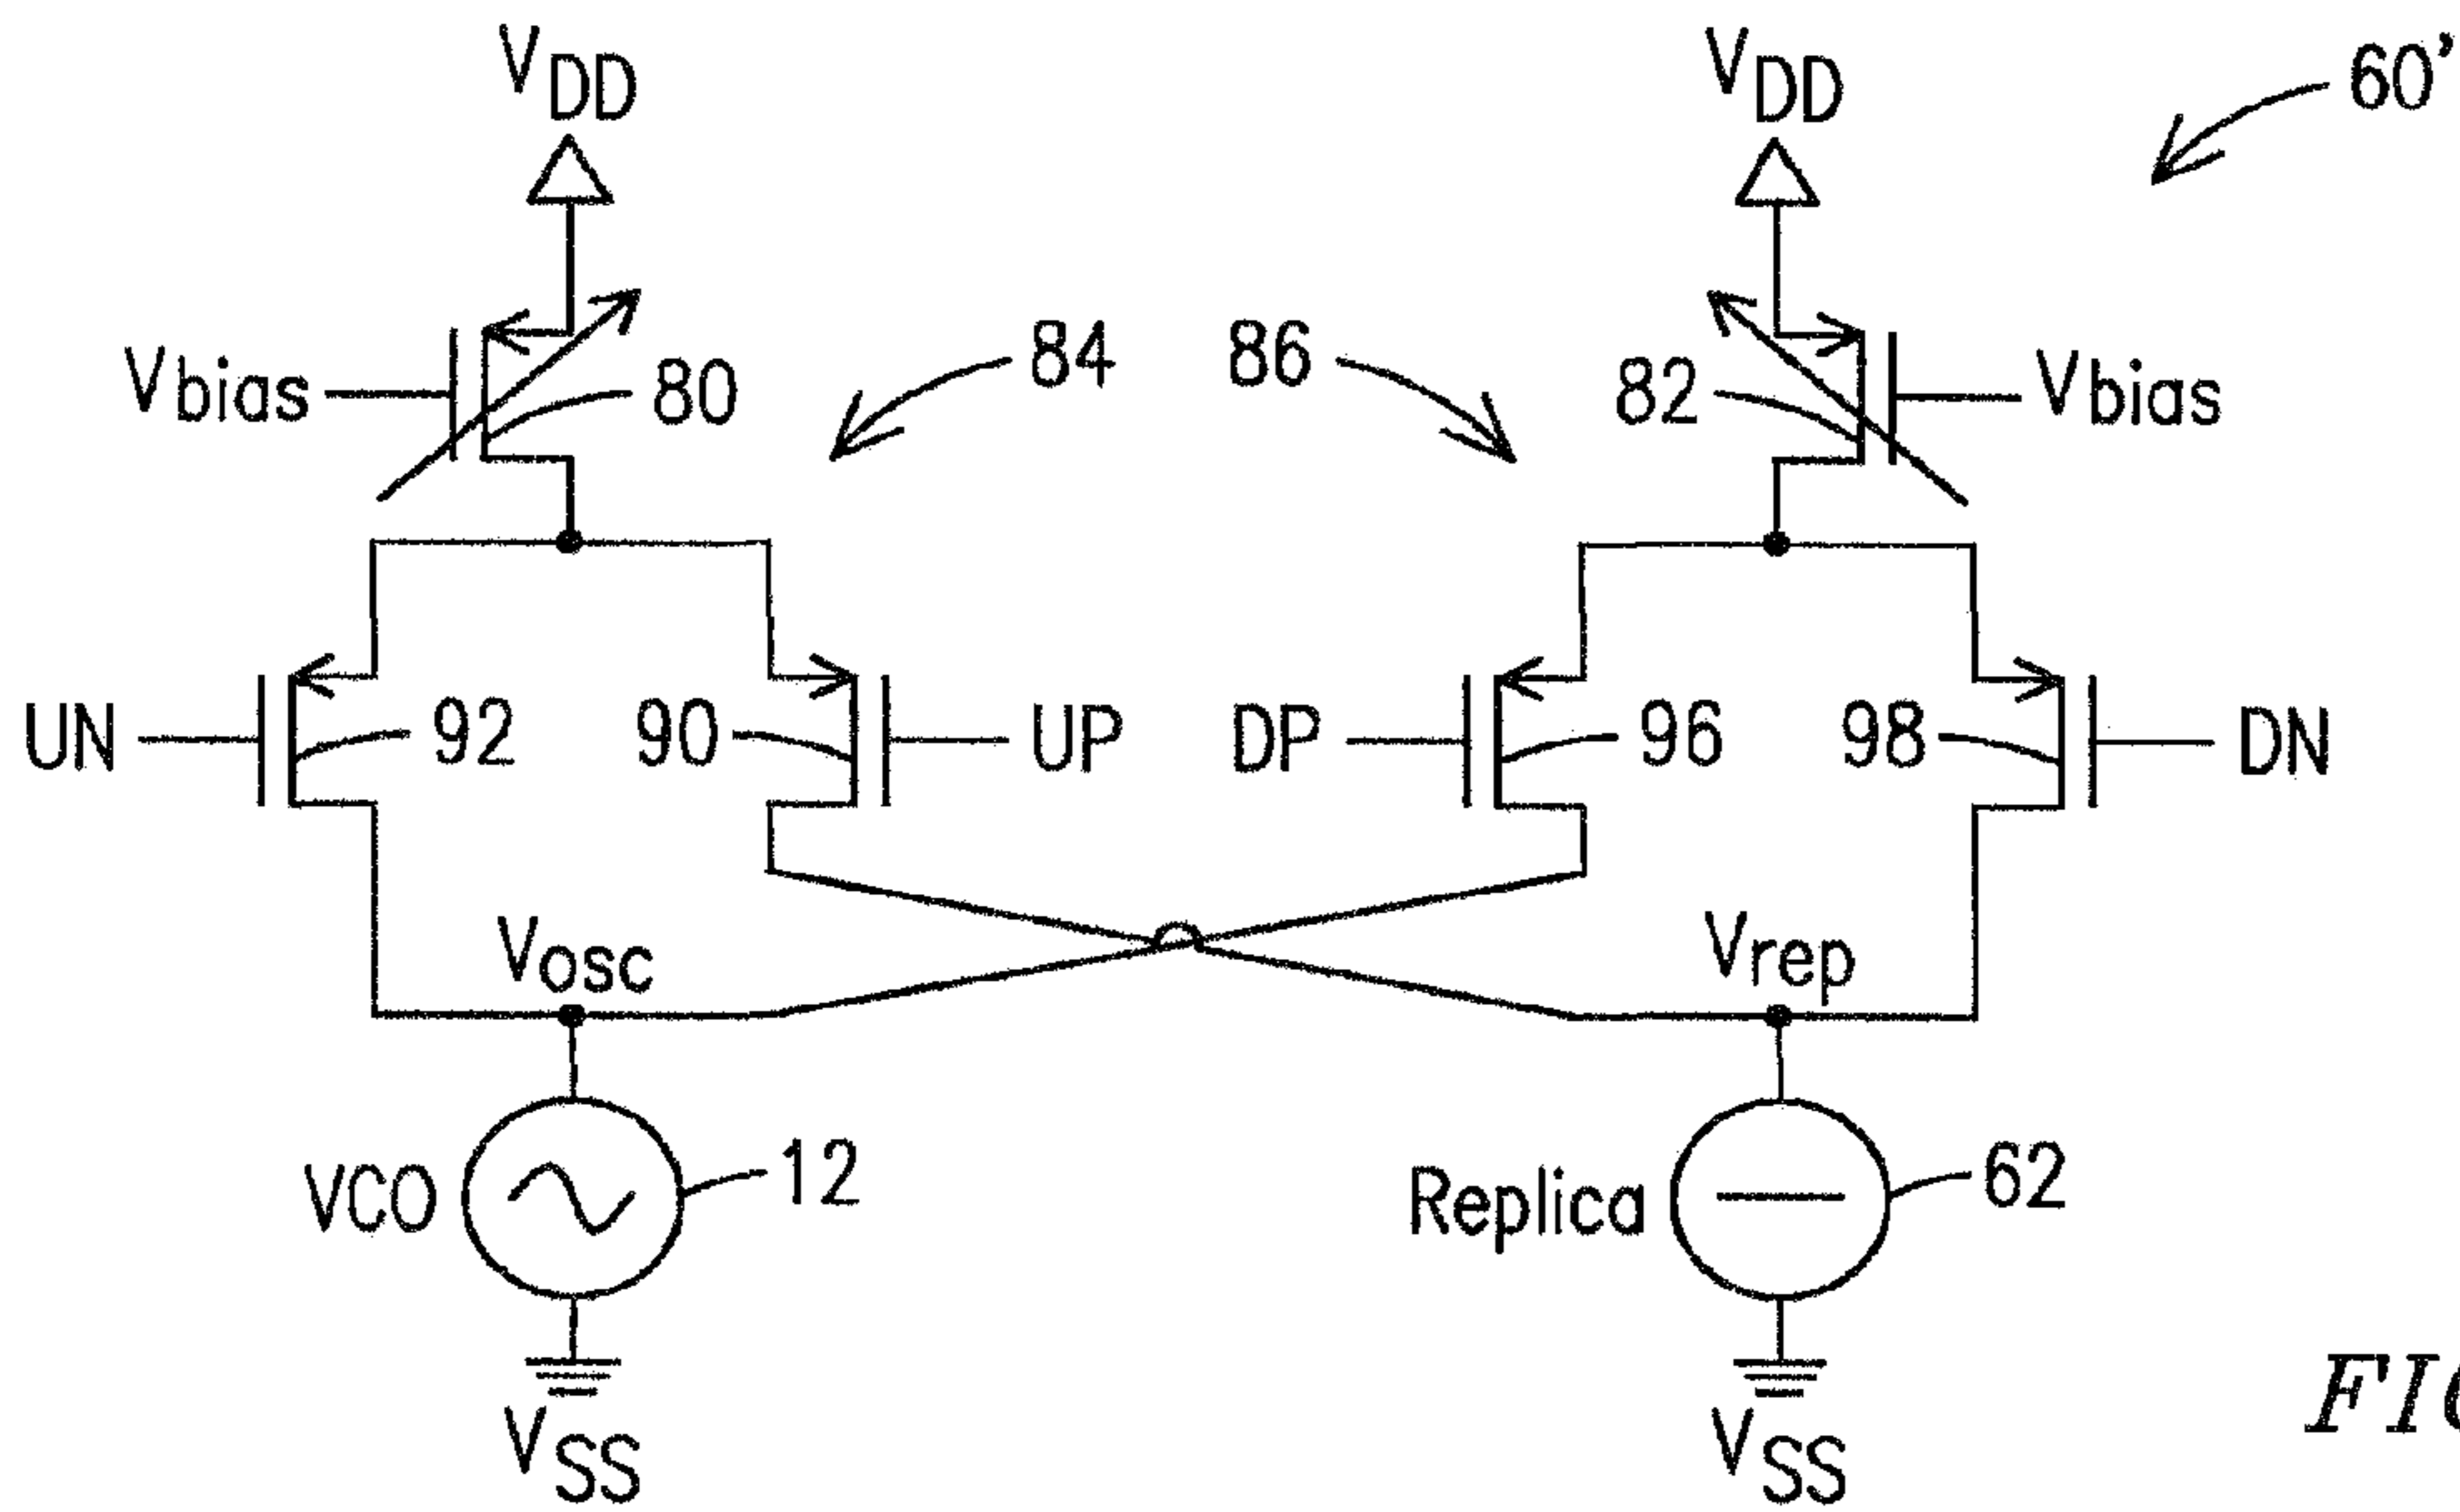 VDD VDD 60'
Vbias 80 84 86 82 Vbias
UN 92 90 UP DP 96 98 DN
Vosc Vrep
VCO 12 Replica 62
VSS VSS